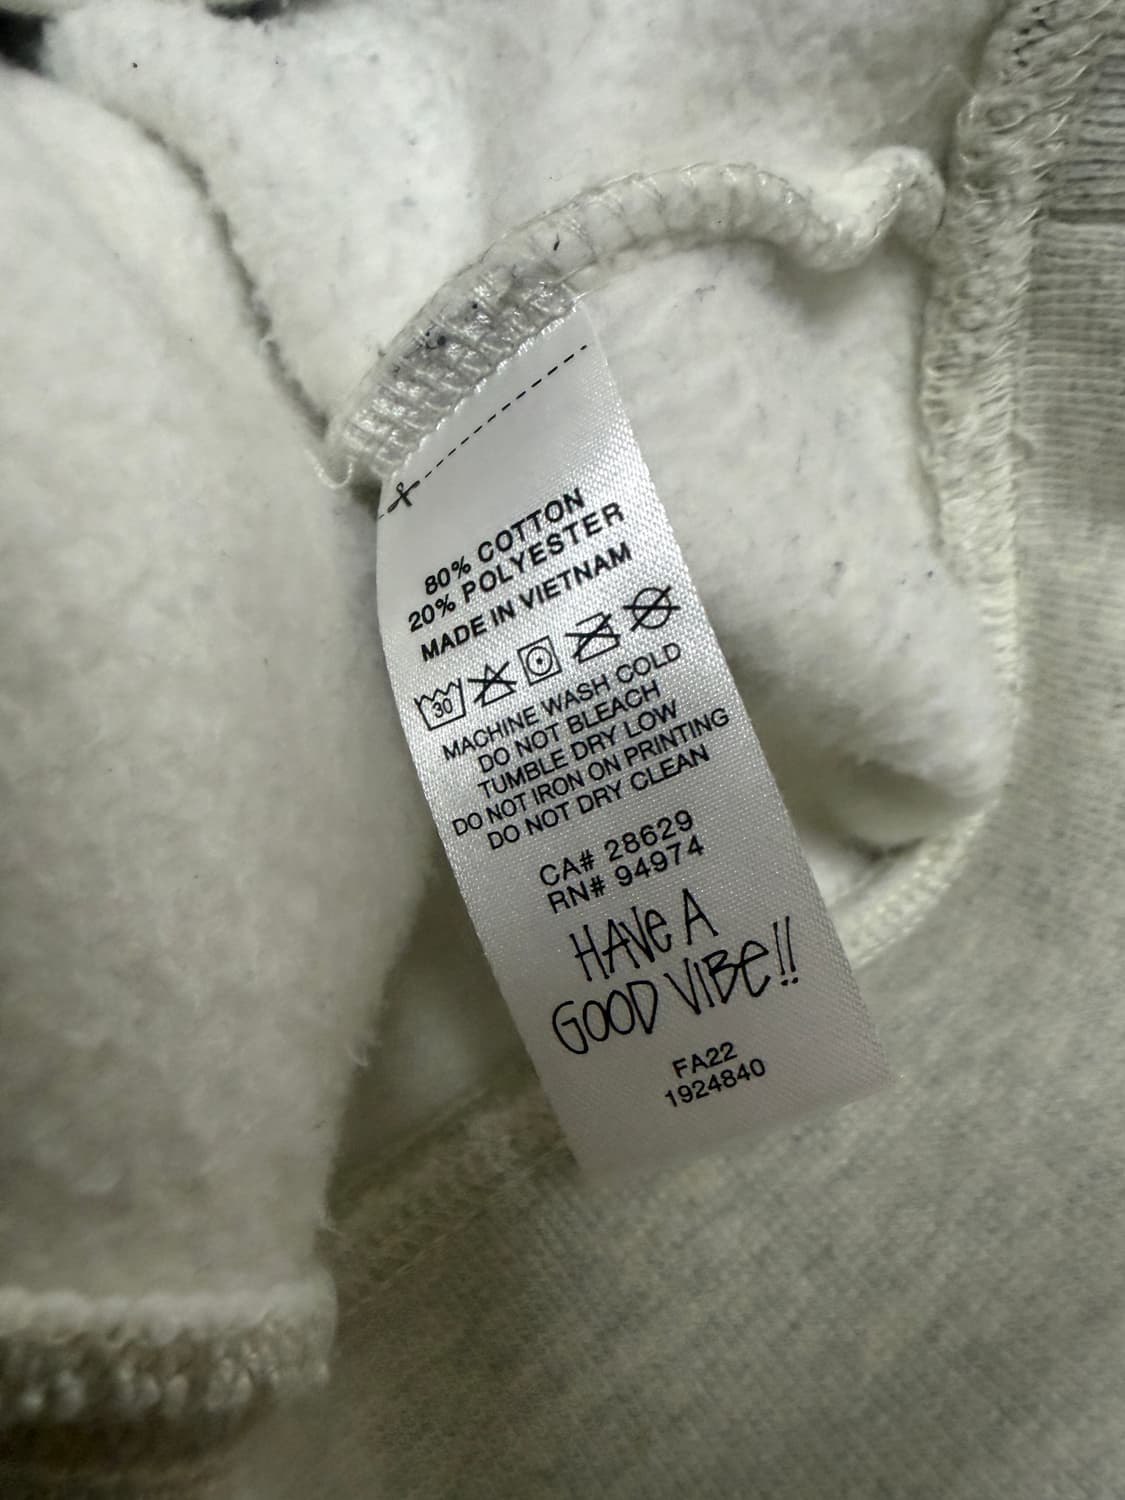 80% COTTON
20% POLYESTER
MADE IN VIETNAM
30
MACHINE WASH COLD
DO NOT BLEACH
TUMBLE DRY LOW
DO NOT IRON ON PRINTING
DO NOT DRY CLEAN
CA# 28629
RN# 94974
HAVe A
GOOD VIBe!!
FA22
1924840